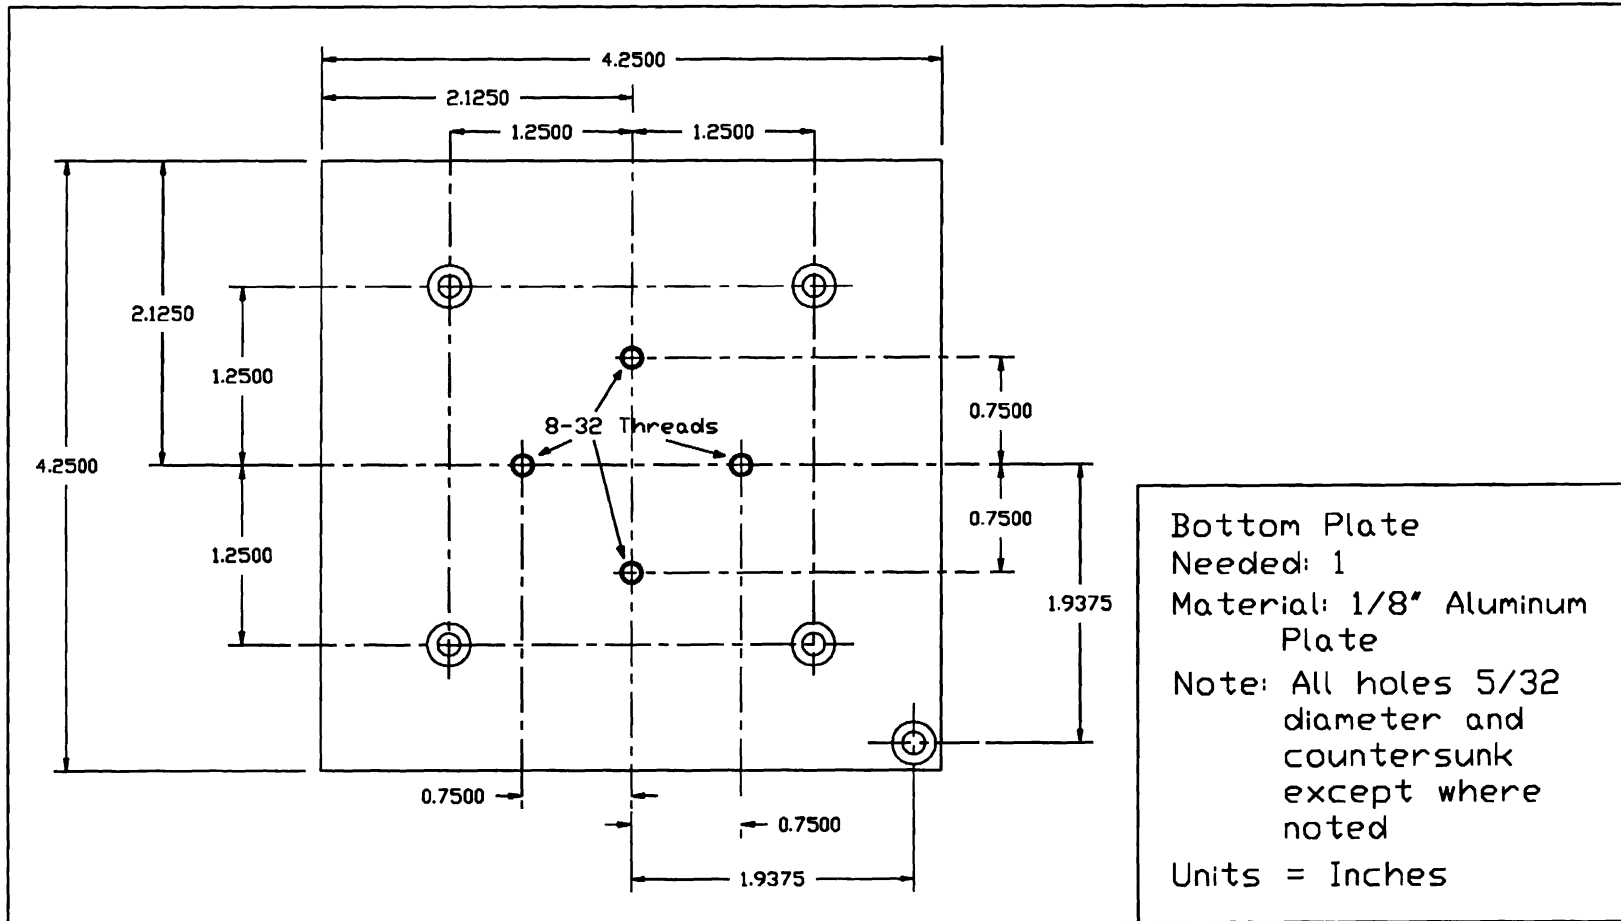 4.2500
2.1250
1.2500 1.2500
2.1250
1.2500
0.7500
8-32 Threads
4.2500
0.7500
1.2500
1.9375
0.7500
0.7500
1.9375
Bottom Plate
Needed: 1
Material: 1/8" Aluminum
Plate
Note: All holes 5/32
diameter and
countersunk
except where
noted
Units = Inches